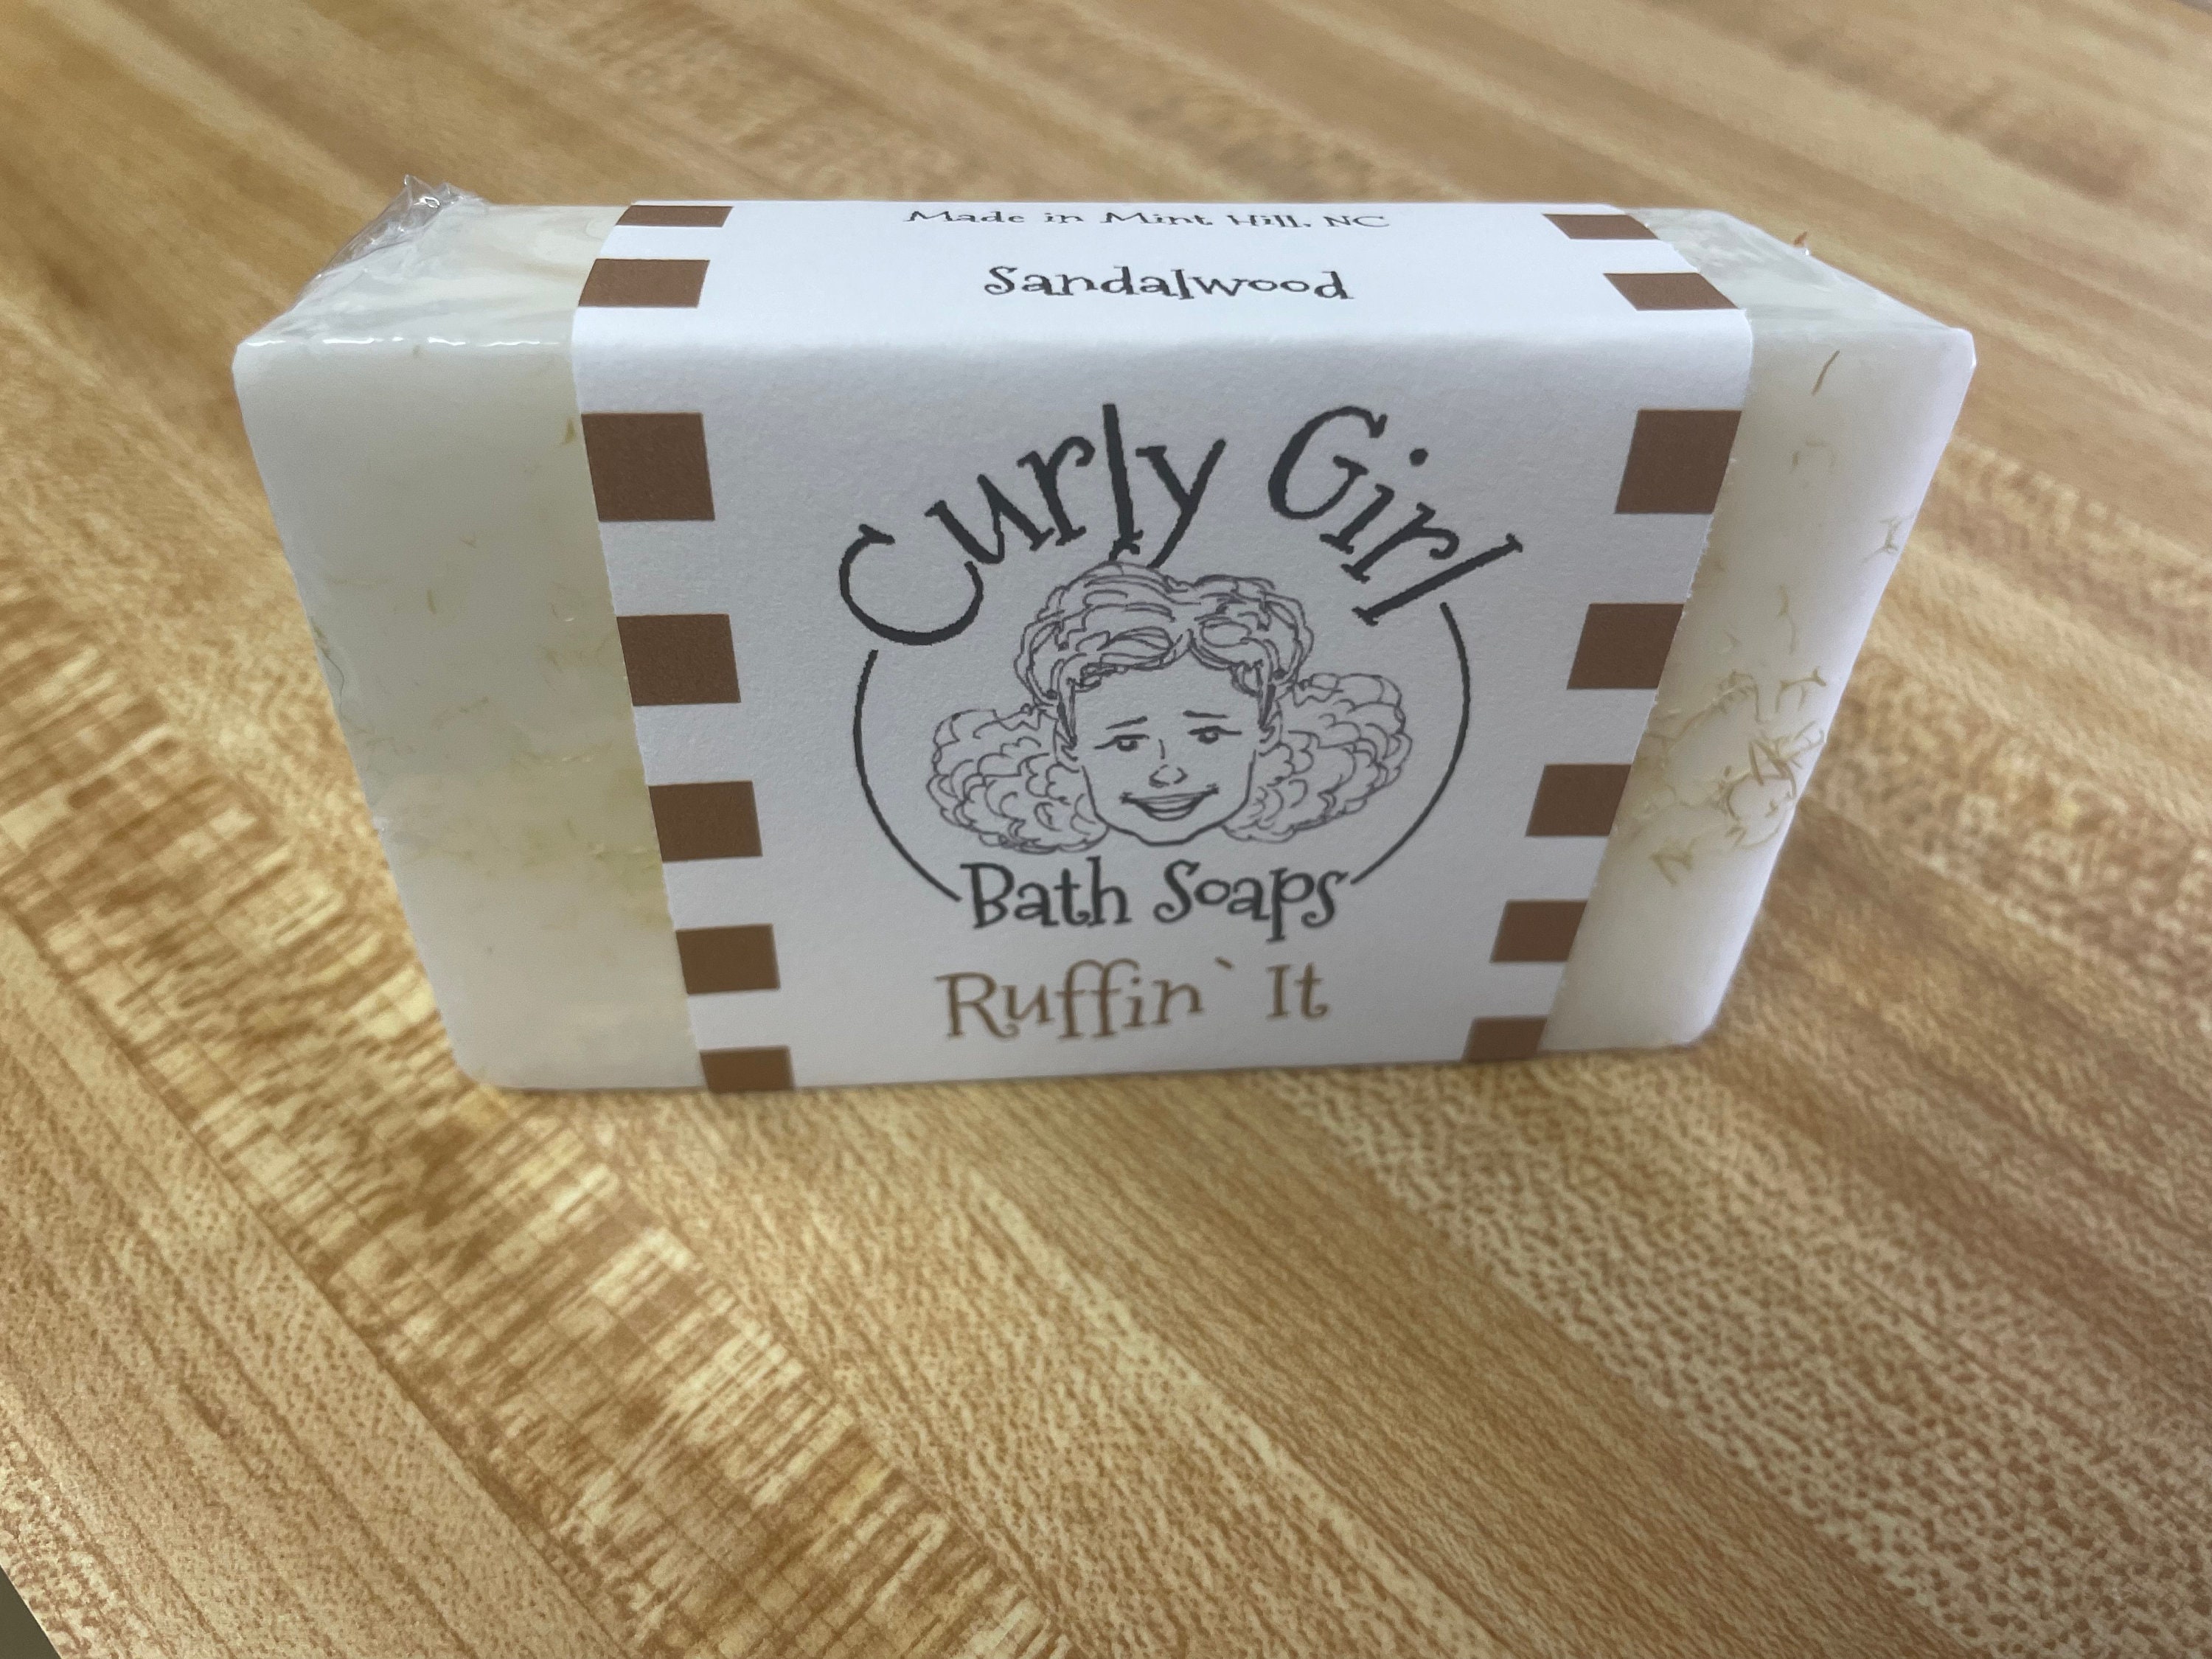 Made in Mint Hill, NC
Sandalwood
Curly Girl
Bath Soaps
Ruffin` It